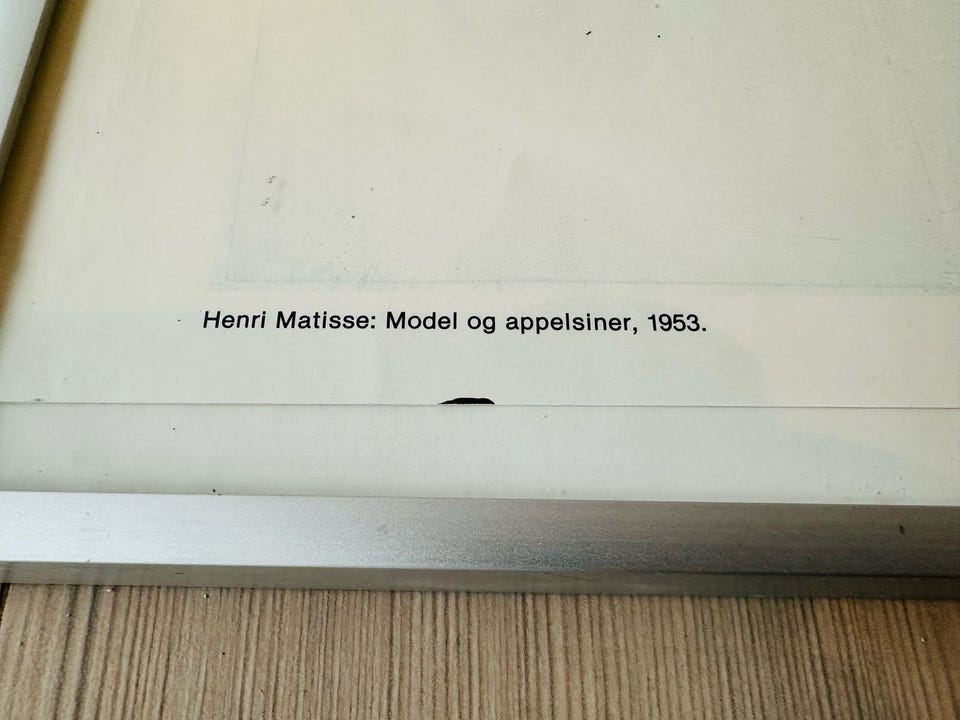 Henri Matisse: Model og appelsiner, 1953.